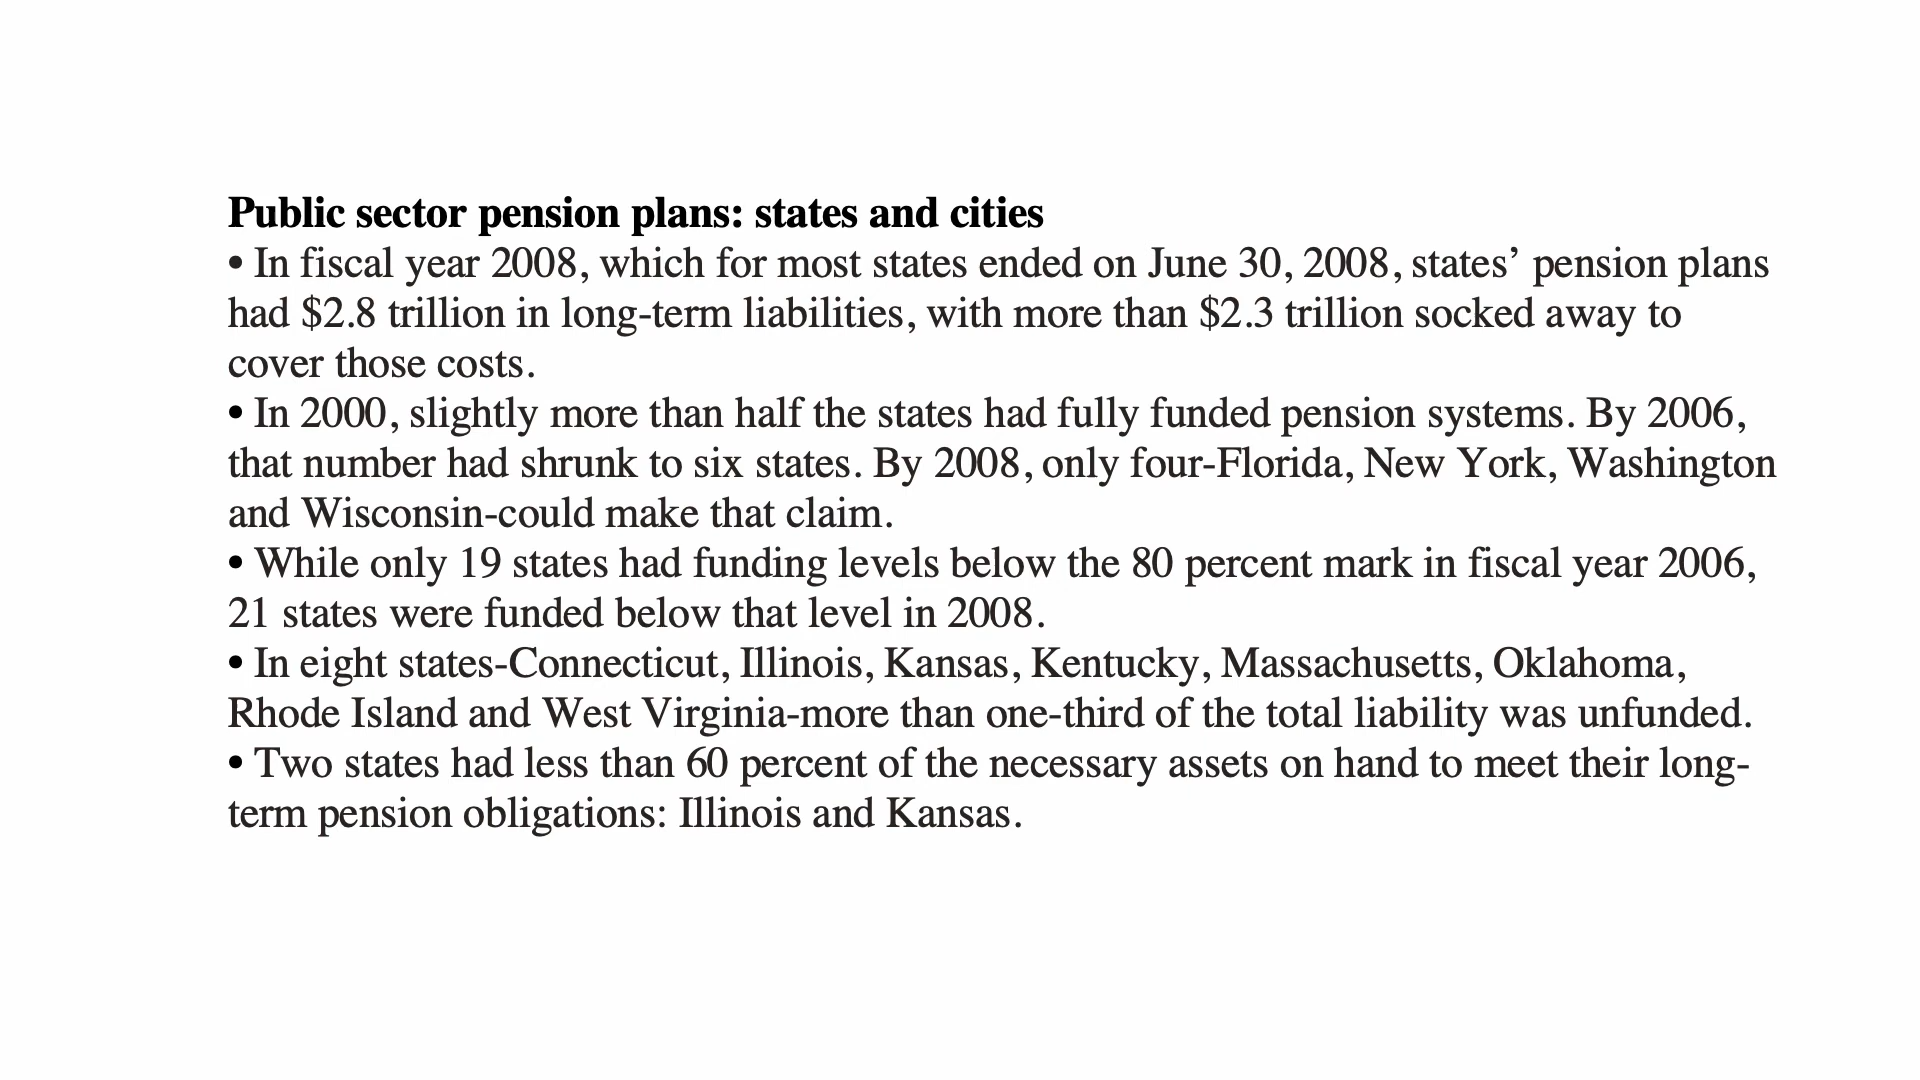 Public sector pension plans: states and cities
• In fiscal year 2008, which for most states ended on June 30, 2008, states’ pension plans
had $2.8 trillion in long-term liabilities, with more than $2.3 trillion socked away to
cover those costs.
• In 2000, slightly more than half the states had fully funded pension systems. By 2006,
that number had shrunk to six states. By 2008, only four-Florida, New York, Washington
and Wisconsin-could make that claim.
• While only 19 states had funding levels below the 80 percent mark in fiscal year 2006,
21 states were funded below that level in 2008.
• In eight states-Connecticut, Illinois, Kansas, Kentucky, Massachusetts, Oklahoma,
Rhode Island and West Virginia-more than one-third of the total liability was unfunded.
• Two states had less than 60 percent of the necessary assets on hand to meet their long-
term pension obligations: Illinois and Kansas.